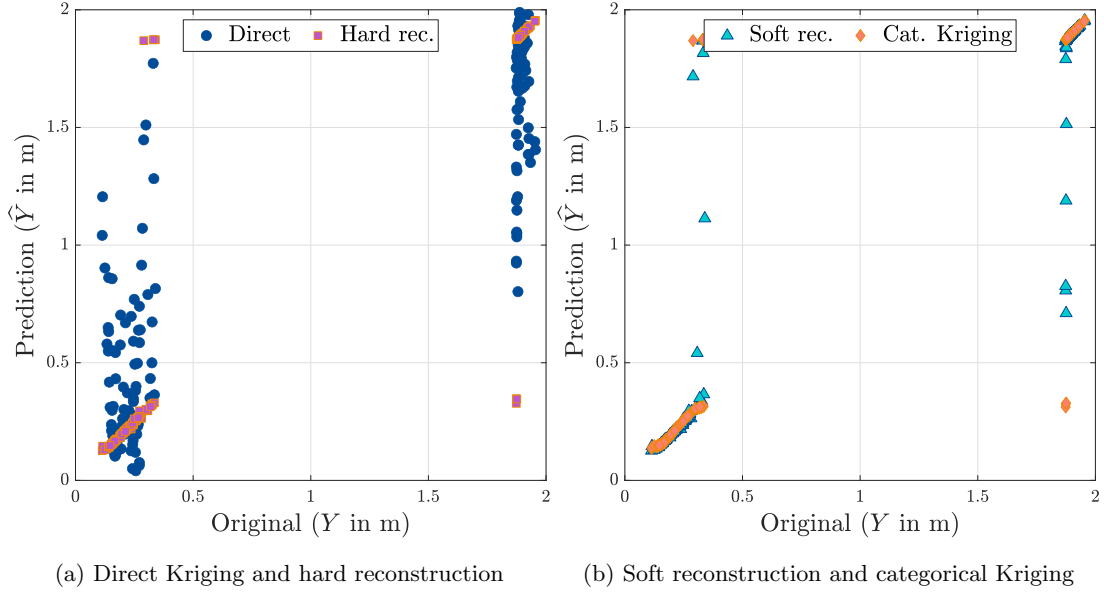 Direct Hard rec.
Prediction (Ŷ in m)
2
1.5
1
0.5
0
0 0.5 1 1.5 2
Original (Y in m)
(a) Direct Kriging and hard reconstruction
Soft rec. Cat. Kriging
Prediction (Ŷ in m)
2
1.5
1
0.5
0
0 0.5 1 1.5 2
Original (Y in m)
(b) Soft reconstruction and categorical Kriging